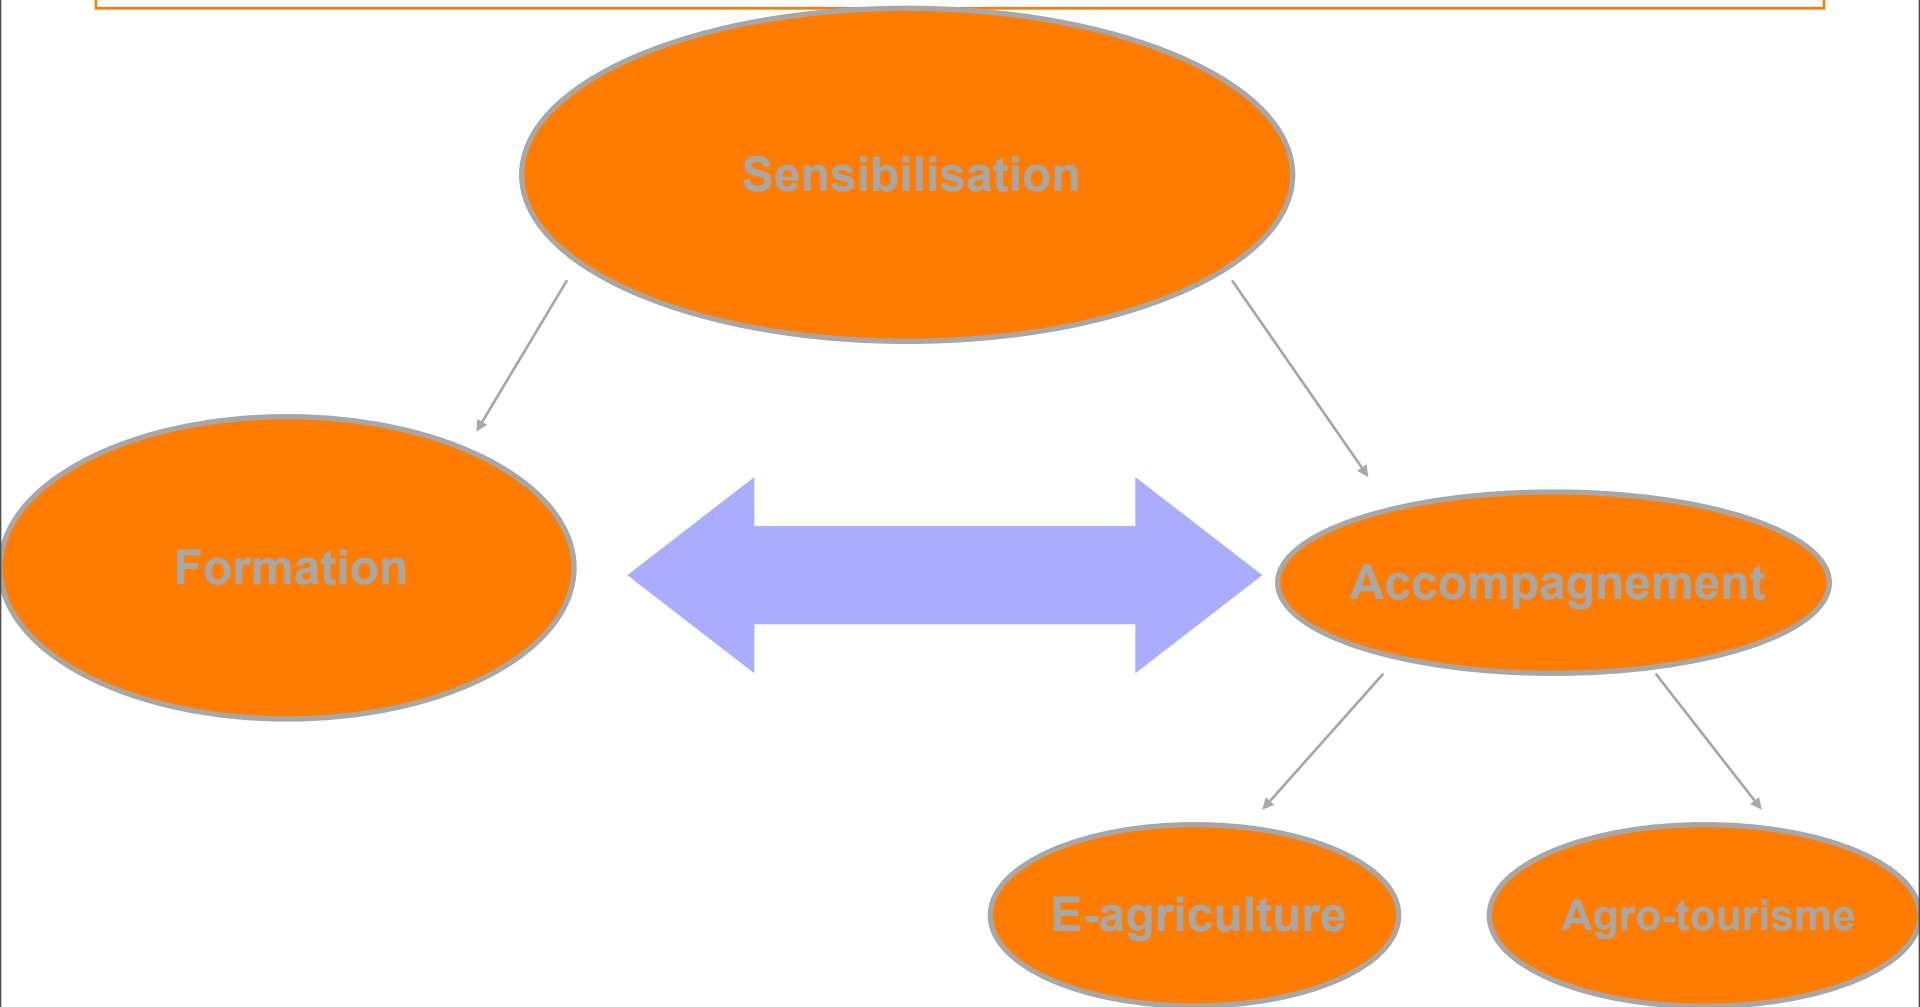 Sensibilisation
Formation
Accompagnement
E-agriculture
Agro-tourisme